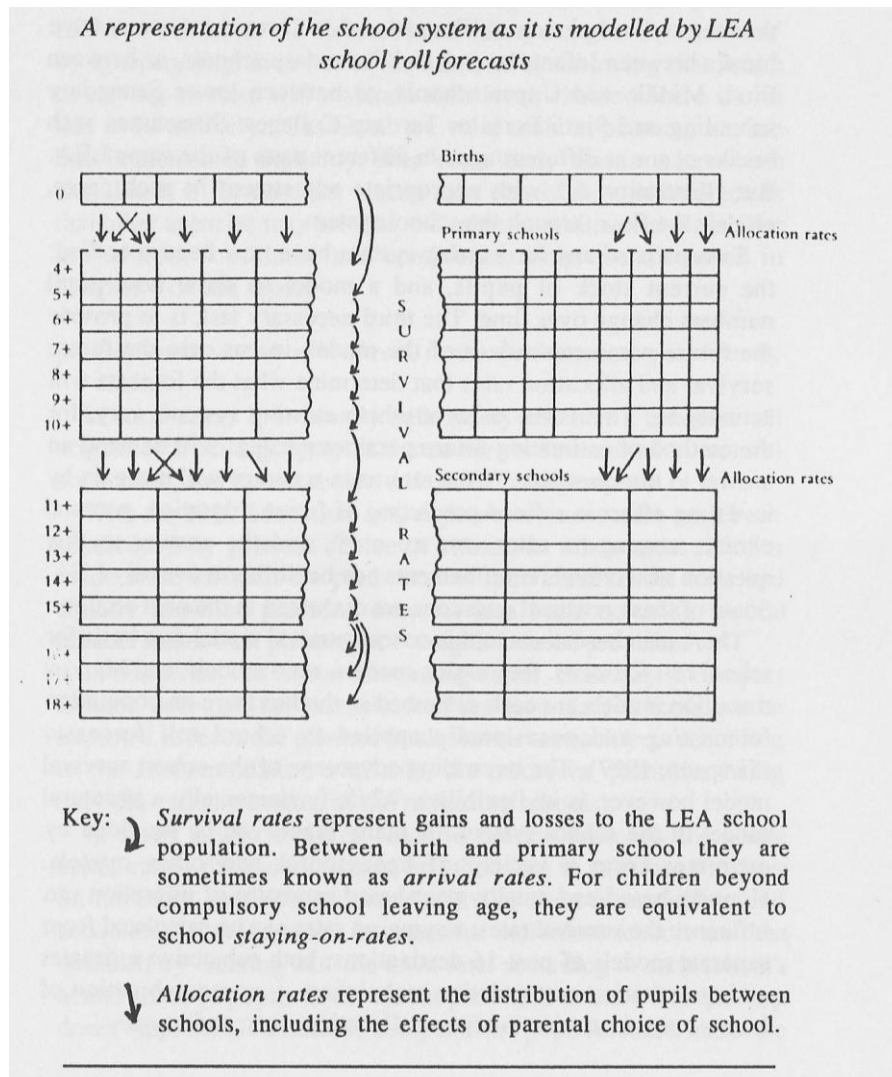 A representation of the school system as it is modelled by LEA
school roll forecasts
Births
0
Primary schools
Allocation rates
4+
5+
6+
7+
8+
9+
10+
SURVIVAL RATES
Secondary schools
Allocation rates
11+
12+
13+
14+
15+
18+
Key: Survival rates represent gains and losses to the LEA school
population. Between birth and primary school they are
sometimes known as arrival rates. For children beyond
compulsory school leaving age, they are equivalent to
school staying-on-rates.
Allocation rates represent the distribution of pupils between
schools, including the effects of parental choice of school.